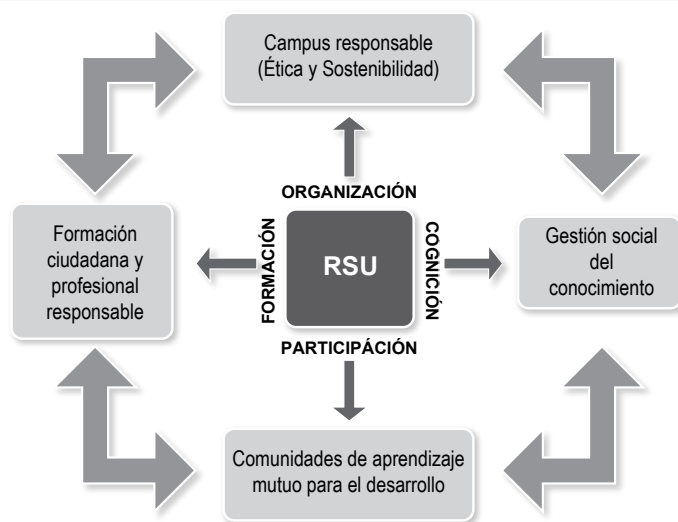 Campus responsable
(Ética y Sostenibilidad)
ORGANIZACIÓN
Formación
ciudadana y
profesional
responsable
FORMACIÓN
RSU
COGNICIÓN
Gestión social
del
conocimiento
PARTICIPÁCIÓN
Comunidades de aprendizaje
mutuo para el desarrollo